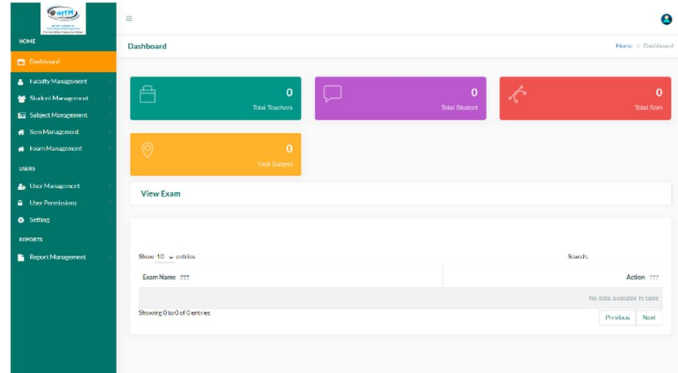 HOME
Dashboard
Faculty Management
Student Management
Subject Management
Sem Management
Exam Management
USERS
User Management
User Permissions
Setting
REPORTS
Report Management
Dashboard
Home > Dashboard
0
Total Teachers
0
Total Student
0
Total Sem
0
Total Subject
View Exam
Show 10 entries
Search:
Exam Name ???
Action ???
No data available in table
Showing 0 to 0 of 0 entries
Previous Next